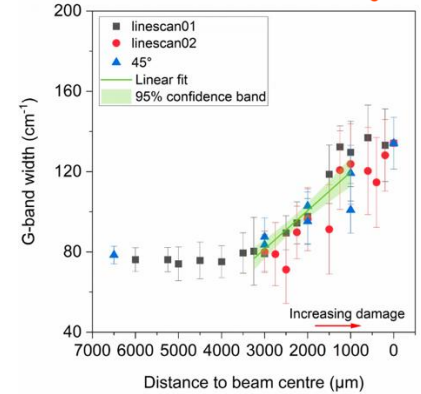 200
160
120
80
40
G-band width (cm⁻¹)
linescan01
linescan02
45°
Linear fit
95% confidence band
Increasing damage
7000 6000 5000 4000 3000 2000 1000 0
Distance to beam centre (μm)